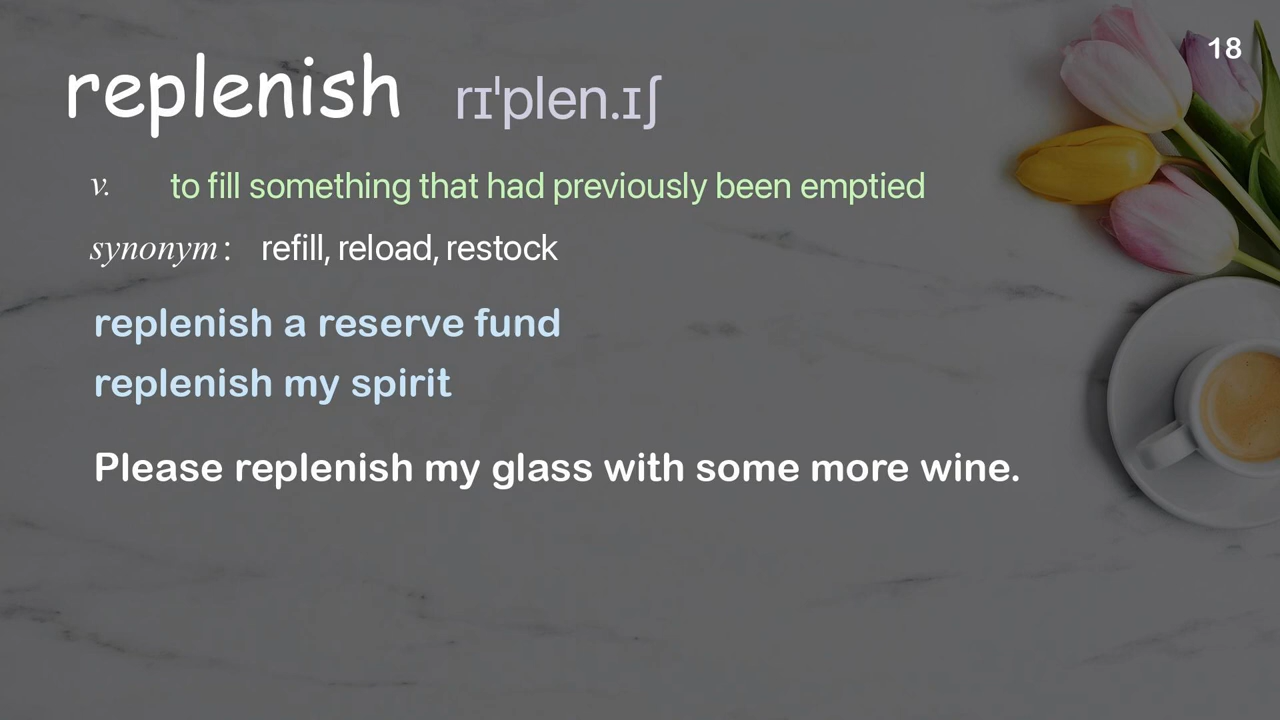 18
replenish rɪˈplen.ɪʃ
v. to fill something that had previously been emptied
synonym : refill, reload, restock
replenish a reserve fund
replenish my spirit
Please replenish my glass with some more wine.